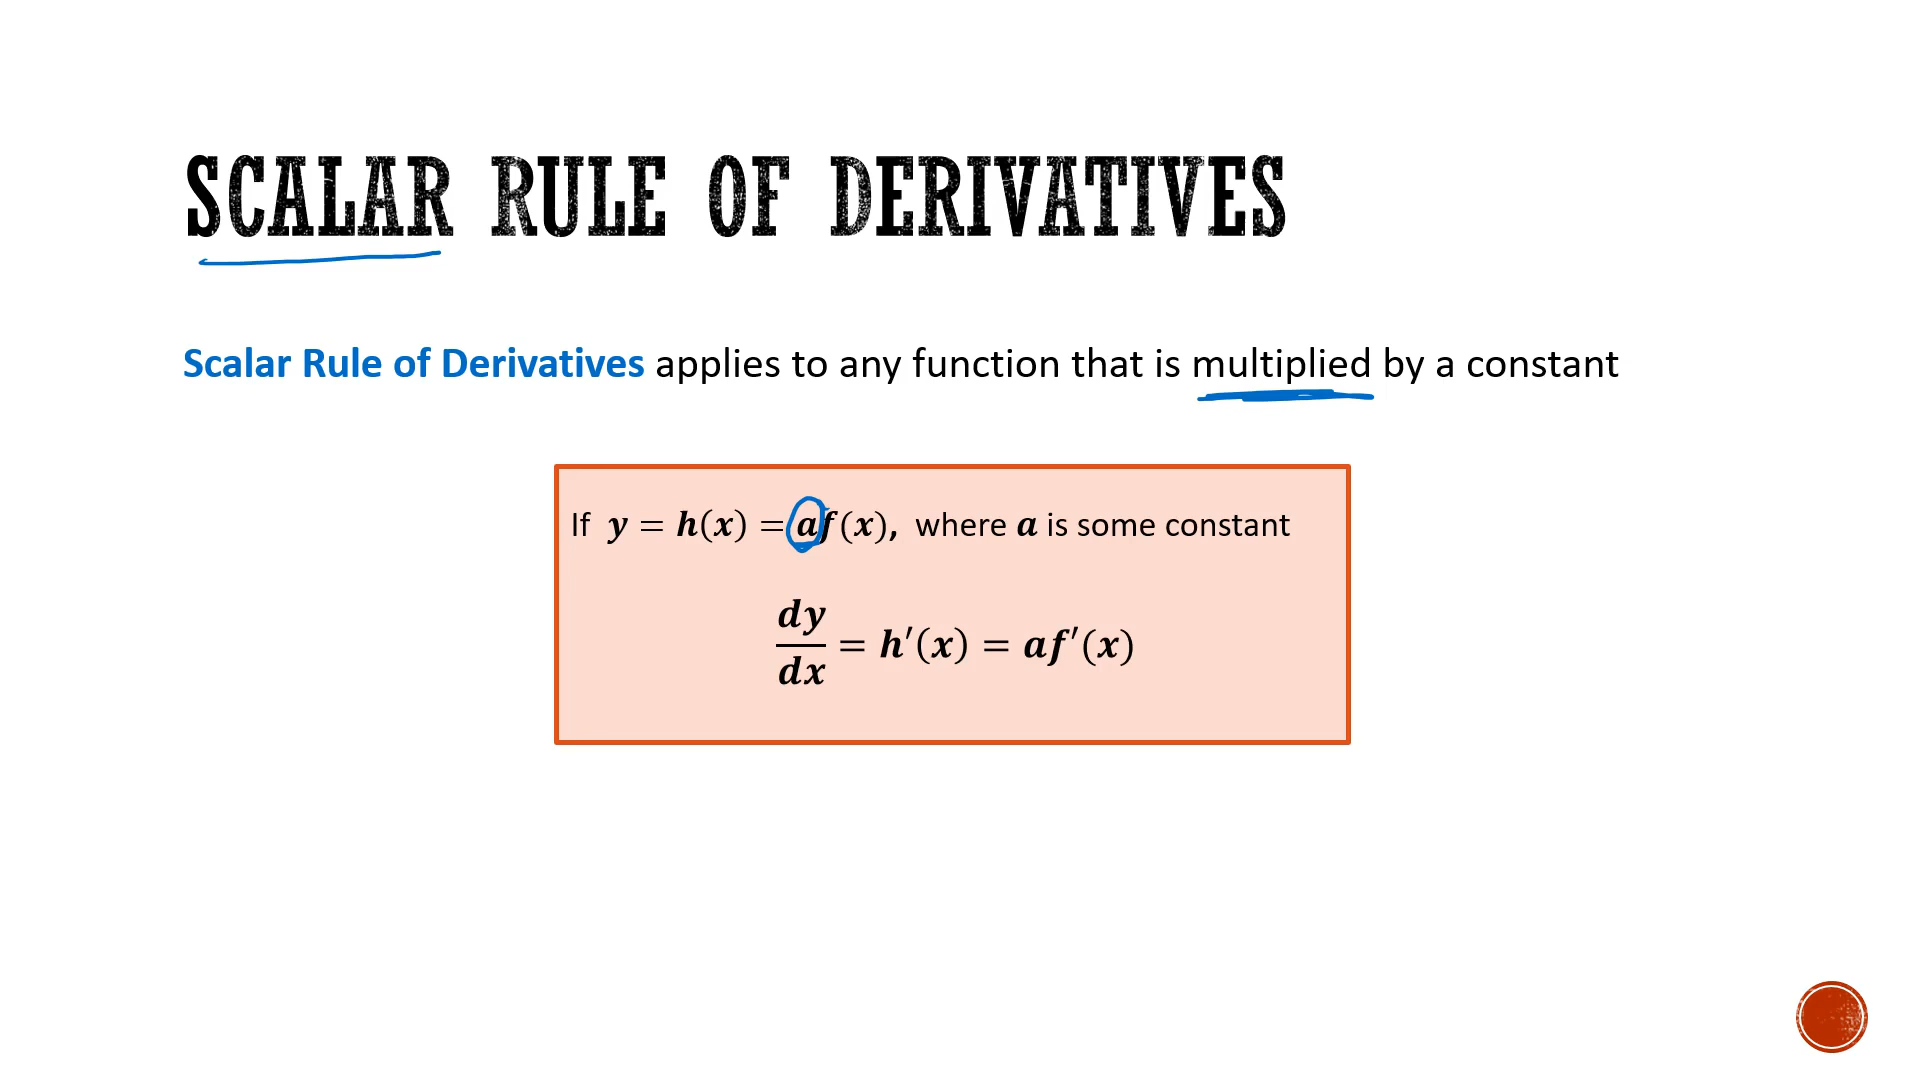 SCALAR RULE OF DERIVATIVES
Scalar Rule of Derivatives applies to any function that is multiplied by a constant
If y = h(x) = af(x), where a is some constant
dy/dx = h′(x) = af′(x)